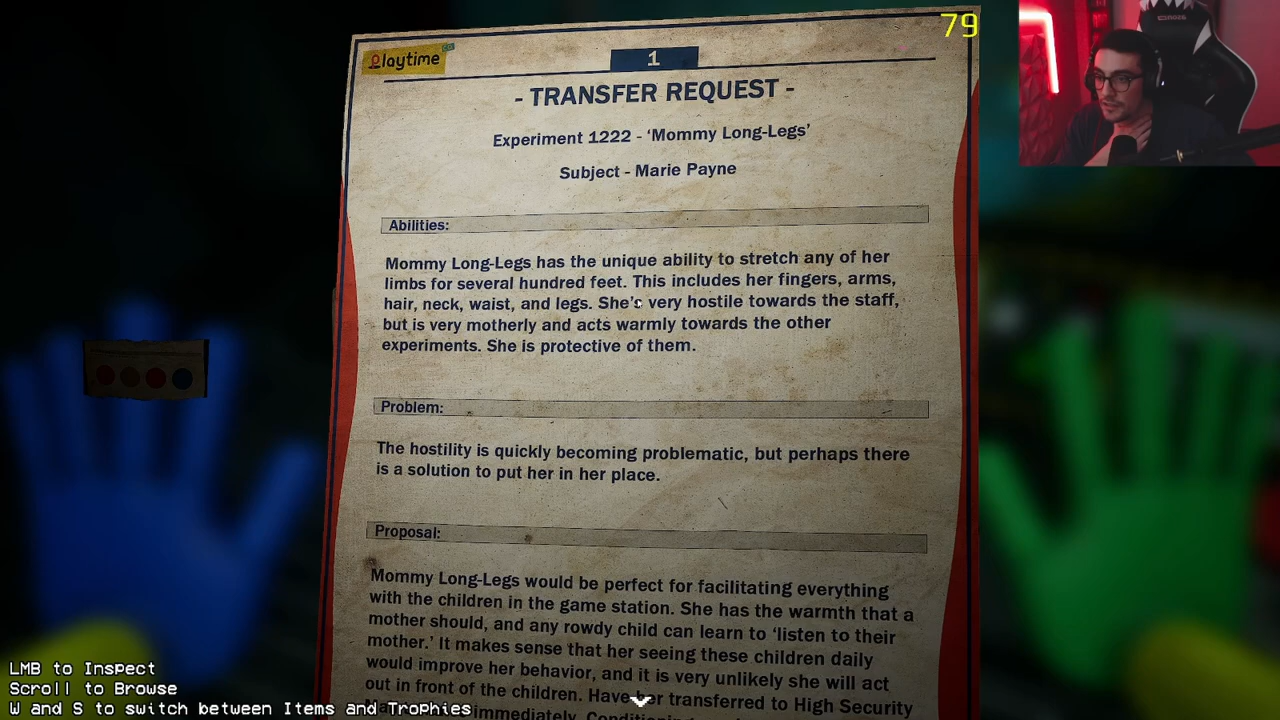 79
Playtime
1
- TRANSFER REQUEST -
Experiment 1222 - ‘Mommy Long-Legs’
Subject - Marie Payne
Abilities:
Mommy Long-Legs has the unique ability to stretch any of her
limbs for several hundred feet. This includes her fingers, arms,
hair, neck, waist, and legs. She's very hostile towards the staff,
but is very motherly and acts warmly towards the other
experiments. She is protective of them.
Problem:
The hostility is quickly becoming problematic, but perhaps there
is a solution to put her in her place.
Proposal:
Mommy Long-Legs would be perfect for facilitating everything
with the children in the game station. She has the warmth that a
mother should, and any rowdy child can learn to ‘listen to their
mother.’ It makes sense that her seeing these children daily
would improve her behavior, and it is very unlikely she will act
out in front of the children. Have her transferred to High Security
immediately.
LMB to Inspect
Scroll to Browse
W and S to switch between Items and Trophies